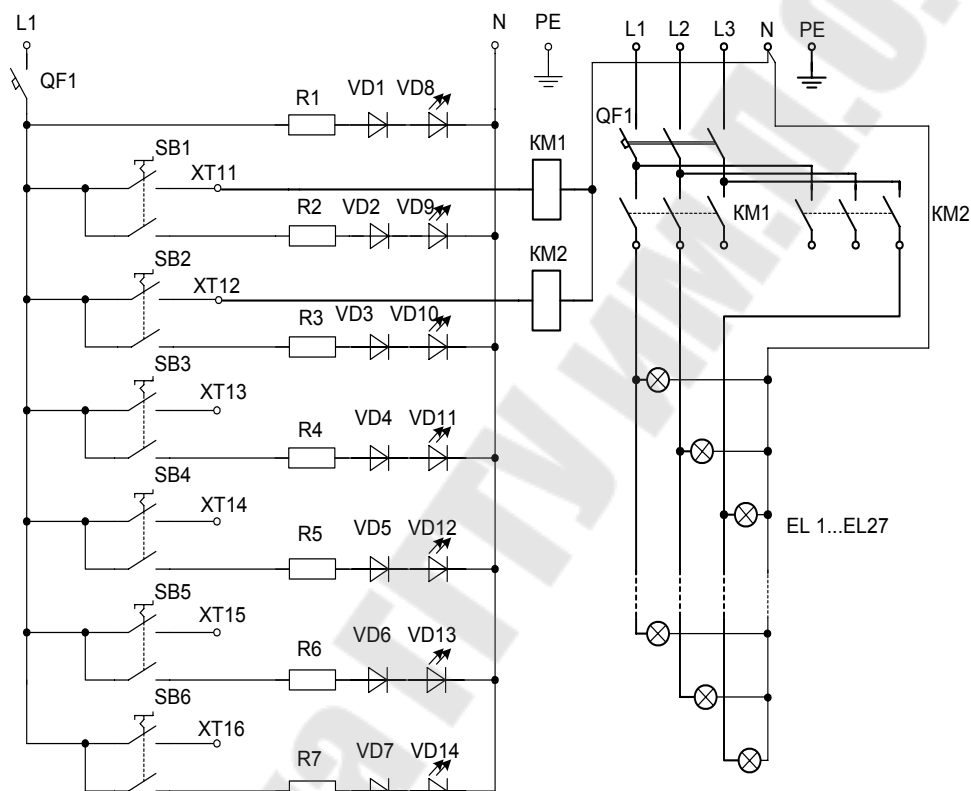 L1 N PE L1 L2 L3 N PE
QF1
R1 VD1 VD8
QF1
SB1
XT11
KM1
R2 VD2 VD9
KM1
KM2
SB2
XT12
KM2
R3 VD3 VD10
SB3
XT13
R4 VD4 VD11
SB4
XT14
R5 VD5 VD12
EL 1...EL27
SB5
XT15
R6 VD6 VD13
SB6
XT16
R7 VD7 VD14
ГГТУ ИМ.П.О.